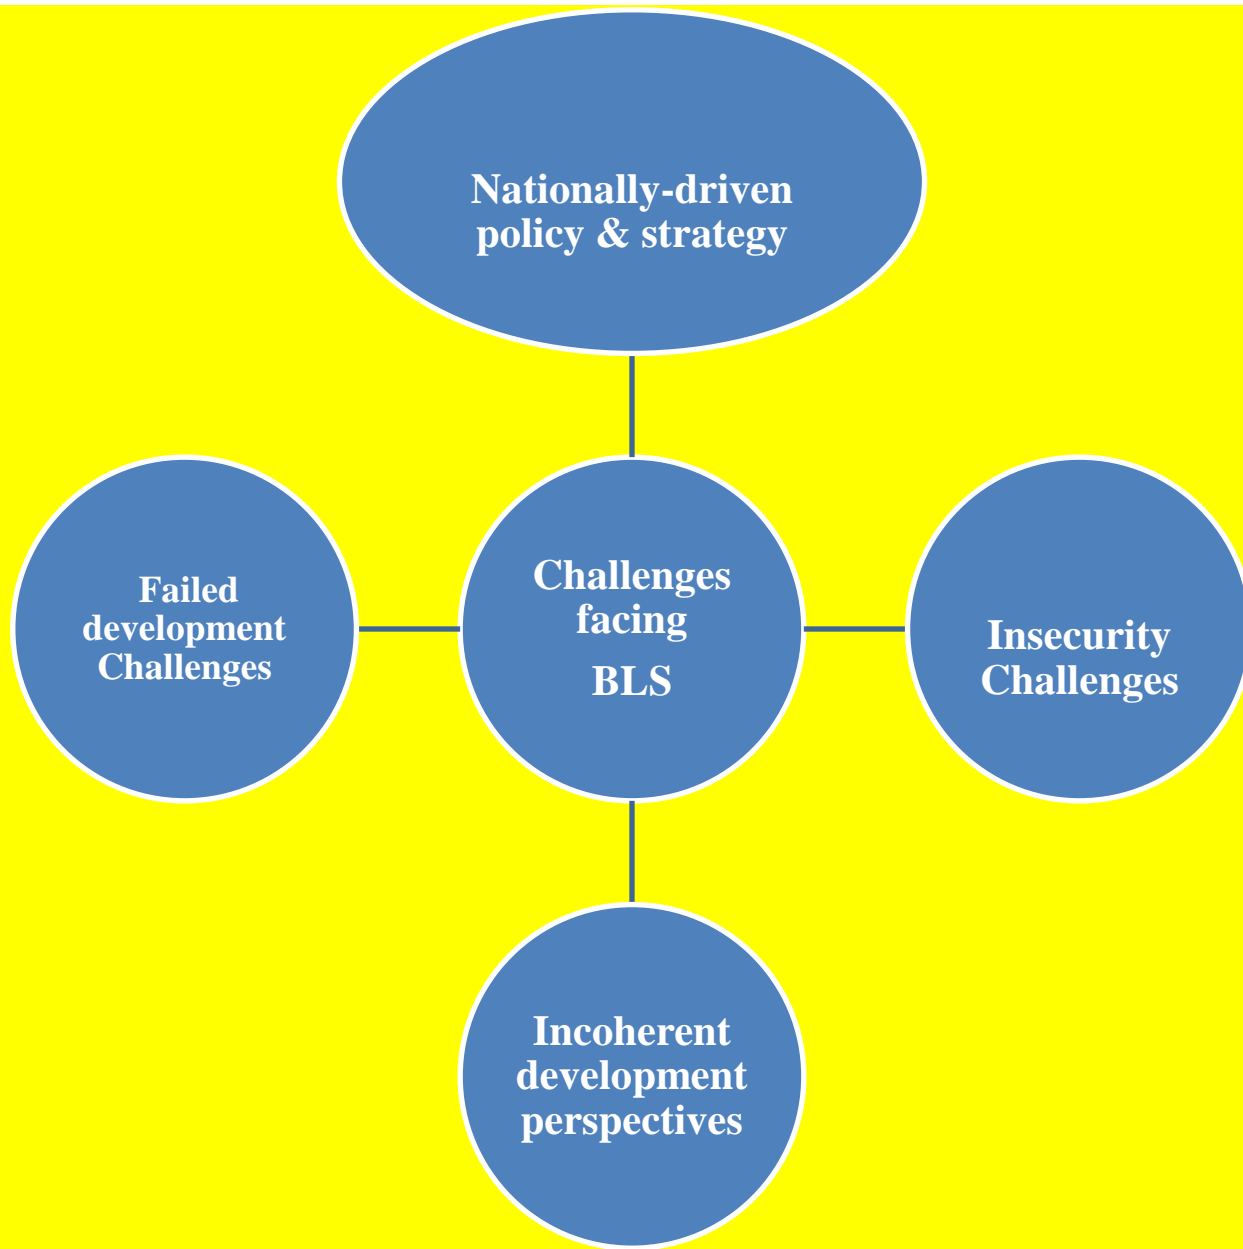 Nationally-driven
policy & strategy
Failed
development
Challenges
Challenges
facing
BLS
Insecurity
Challenges
Incoherent
development
perspectives